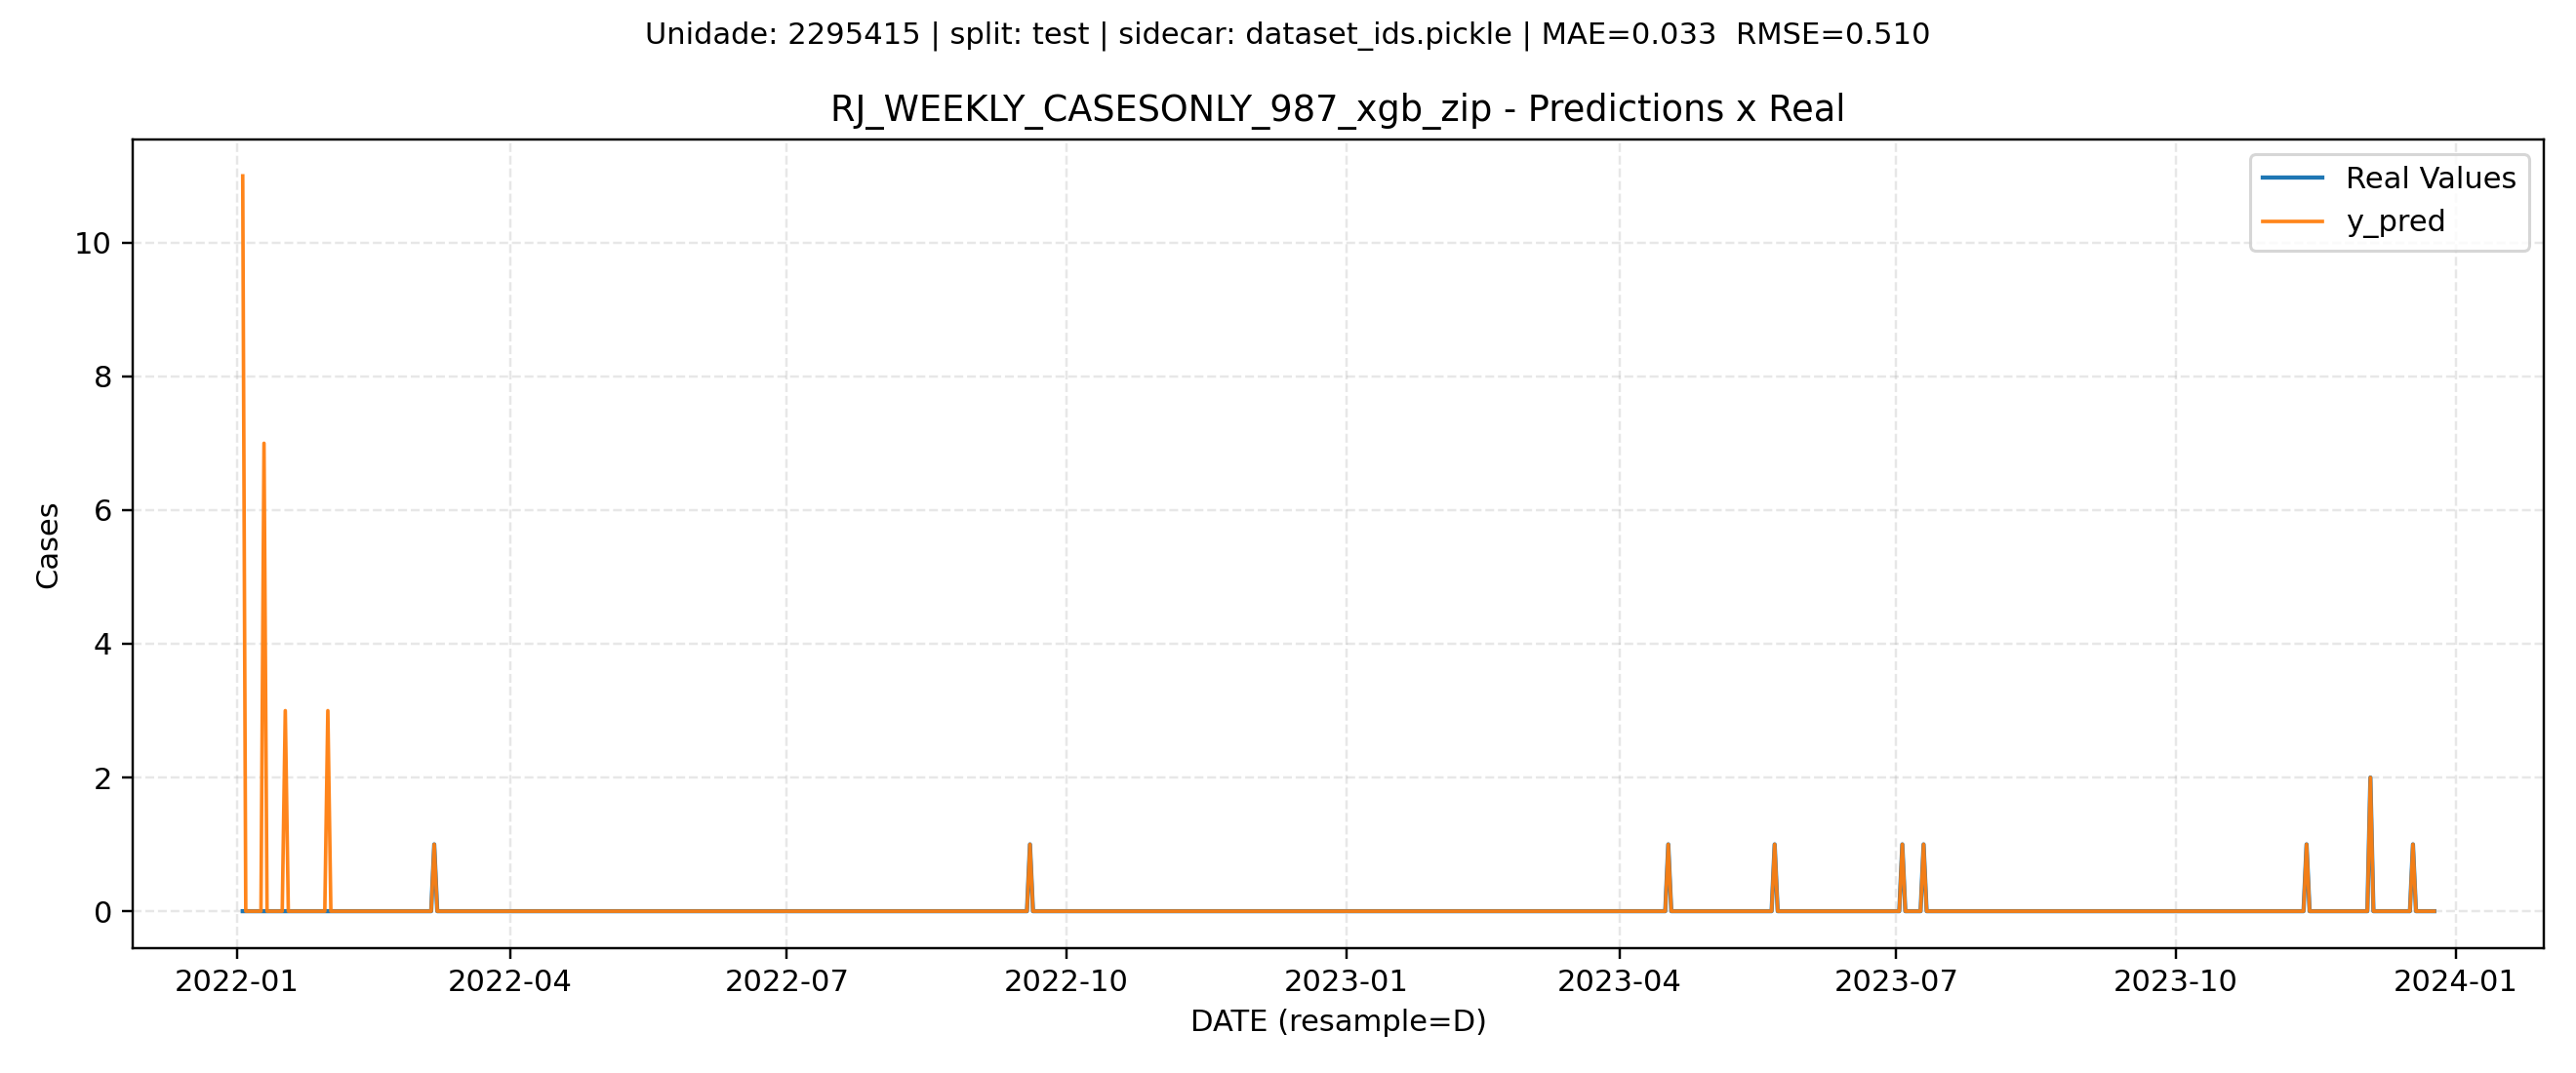 Unidade: 2295415 | split: test | sidecar: dataset_ids.pickle | MAE=0.033  RMSE=0.510
RJ_WEEKLY_CASESONLY_987_xgb_zip - Predictions x Real
Real Values
y_pred
Cases
10
8
6
4
2
0
2022-01
2022-04
2022-07
2022-10
2023-01
2023-04
2023-07
2023-10
2024-01
DATE (resample=D)